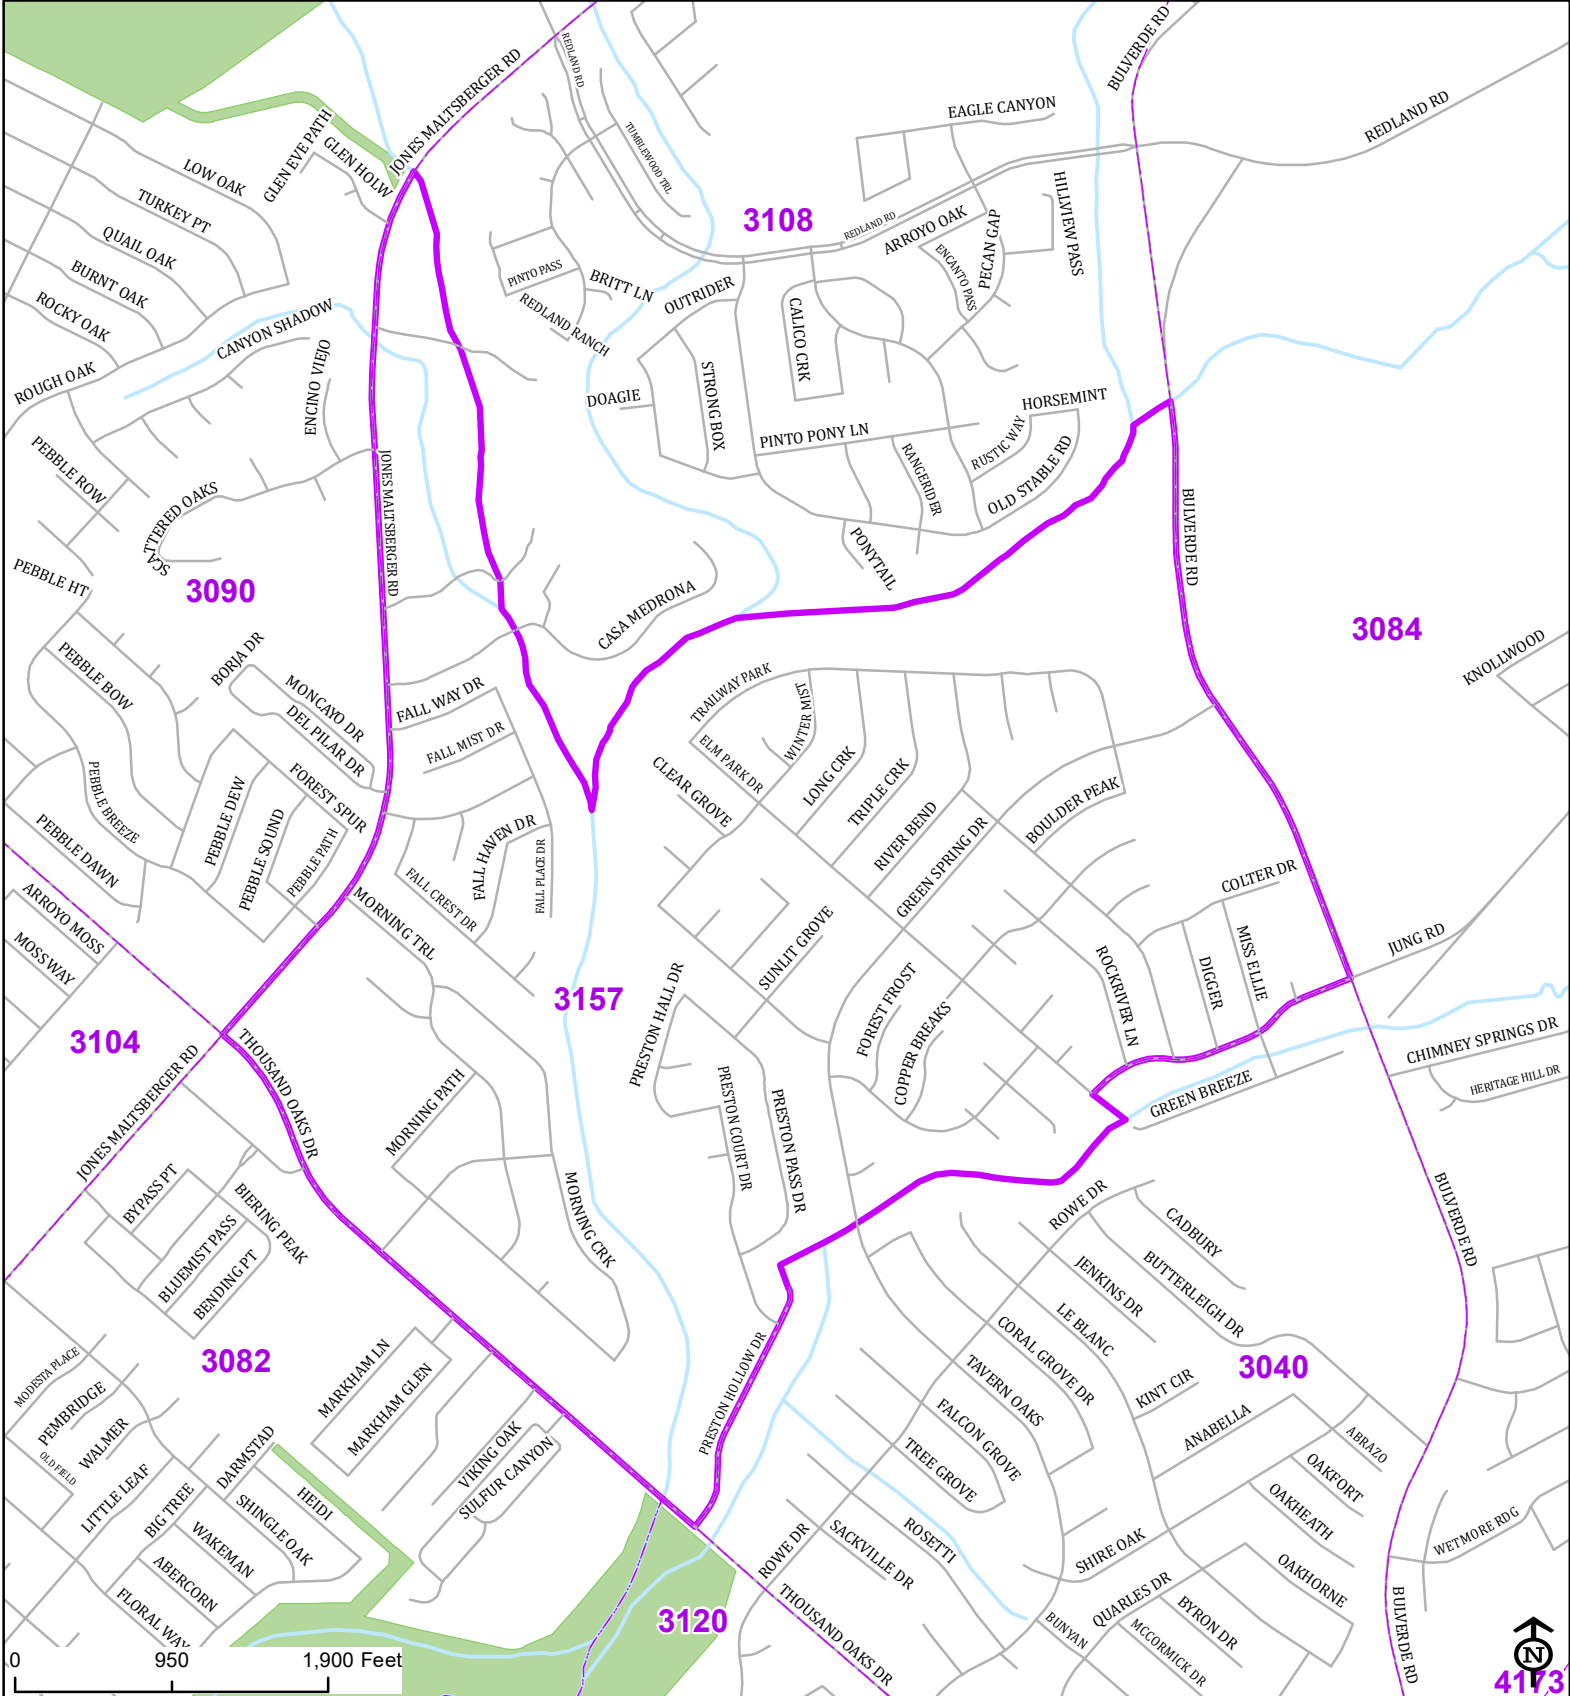 BULVERDE RD
JONES MALTSBERGER RD
REDLAND RD
EAGLE CANYON
REDLAND RD
GLEN EVE PATH
GLEN HOLW
TUMBLEWOOD TRL
LOW OAK
TURKEY PT
3108
HILLVIEW PASS
QUAIL OAK
REDLAND RD
ARROYO OAK
PECAN GAP
ENCANTO PASS
BURNT OAK
PINTO PASS
BRITT LN
OUTRIDER
ROCKY OAK
REDLAND RANCH
CALICO CRK
CANYON SHADOW
ROUGH OAK
ENCINO VIEJO
STRONG BOX
DOAGIE
HORSEMINT
PINTO PONY LN
RUSTIC WAY
PEBBLE ROW
RANGERIDER
OLD STABLE RD
JONES MALTSBERGER RD
SCATTERED OAKS
BULVERDE RD
PONYTAIL
PEBBLE HT
3090
CASA MEDRONA
3084
KNOLLWOOD
BORJA DR
PEBBLE BOW
MONCAYO DR
FALL WAY DR
TRAILWAY PARK
WINTER MIST
DEL PILAR DR
FALL MIST DR
ELM PARK DR
CLEAR GROVE
LONG CRK
TRIPLE CRK
PEBBLE BREEZE
FOREST SPUR
PEBBLE DEW
PEBBLE SOUND
BOULDER PEAK
RIVER BEND
PEBBLE DAWN
PEBBLE PATH
FALL HAVEN DR
FALL PLACE DR
GREEN SPRING DR
FALL CREST DR
COLTER DR
ARROYO MOSS
MORNING TRL
MOSSWAY
SUNLIT GROVE
MISS ELLIE
DIGGER
JUNG RD
ROCKRIVER LN
3157
PRESTON HALL DR
FOREST FROST
COPPER BREAKS
3104
THOUSAND OAKS DR
CHIMNEY SPRINGS DR
JONES MALTSBERGER RD
MORNING PATH
PRESTON COURT DR
PRESTON PASS DR
GREEN BREEZE
HERITAGE HILL DR
BYPASS PT
BIERING PEAK
BLUEMIST PASS
BENDING PT
MORNING CRK
ROWE DR
CADBURY
BULVERDE RD
BUTTERLEIGH DR
JENKINS DR
LE BLANC
3082
MARKHAM LN
MARKHAM GLEN
PRESTON HOLLOW DR
CORAL GROVE DR
3040
MODESTA PLACE
PEMBRIDGE
TAVERN OAKS
KINT CIR
WALMER
FALCON GROVE
ANABELLA
ABRAZO
OLD FIELD
DARMSTAD
VIKING OAK
SULFUR CANYON
TREE GROVE
OAKFORT
LITTLE LEAF
BIG TREE
HEIDI
SHINGLE OAK
OAKHEATH
WETMORE RDG
WAKEMAN
ROWE DR
SACKVILLE DR
ROSETTI
SHIRE OAK
ABERCORN
OAKHORNE
FLORAL WAY
QUARLES DR
3120
THOUSAND OAKS DR
BUNYAN
BYRON DR
MCCORMICK DR
BULVERDE RD
N
0 950 1,900 Feet
4173